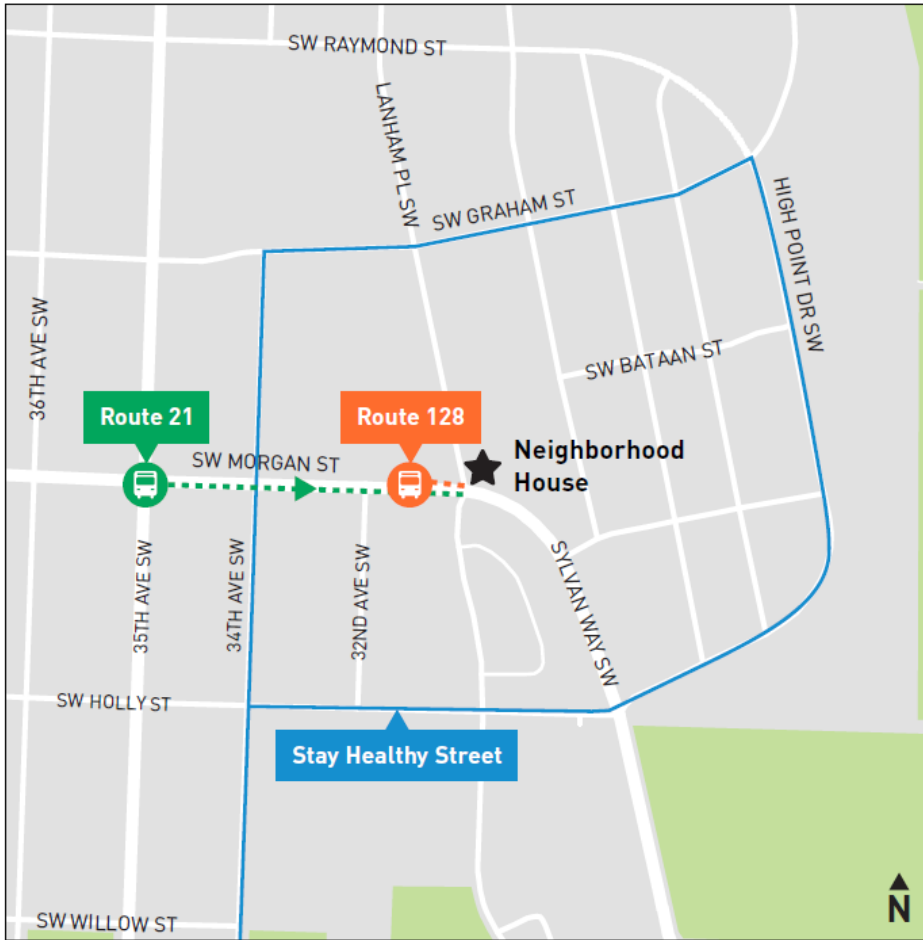 SW RAYMOND ST
LANHAM PL SW
SW GRAHAM ST
HIGH POINT DR SW
36TH AVE SW
SW BATAAN ST
Route 21
Route 128
SW MORGAN ST
Neighborhood
House
35TH AVE SW
34TH AVE SW
32ND AVE SW
SYLVAN WAY SW
SW HOLLY ST
Stay Healthy Street
SW WILLOW ST
N